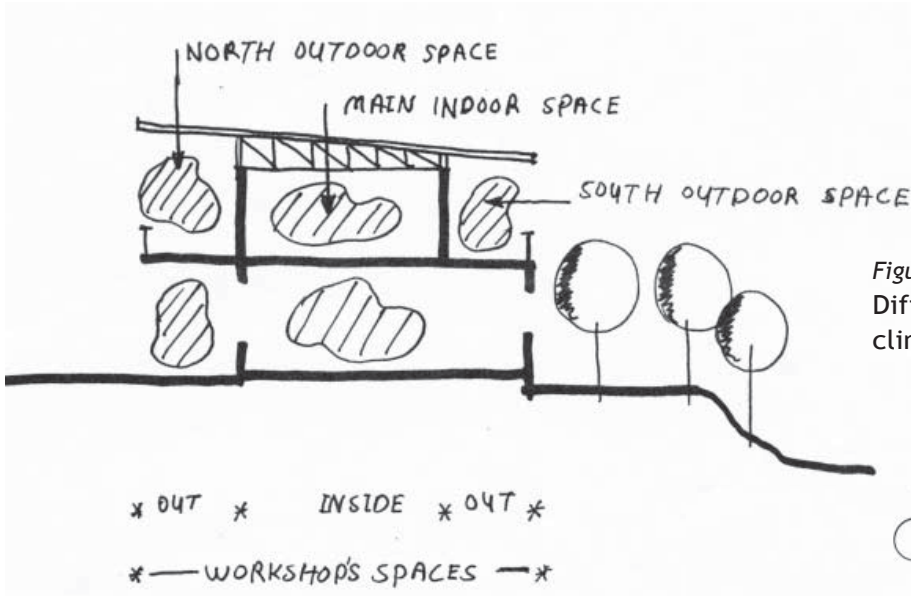 NORTH OUTDOOR SPACE
MAIN INDOOR SPACE
SOUTH OUTDOOR SPACE
* OUT * INSIDE * OUT *
*— WORKSHOP'S SPACES —*